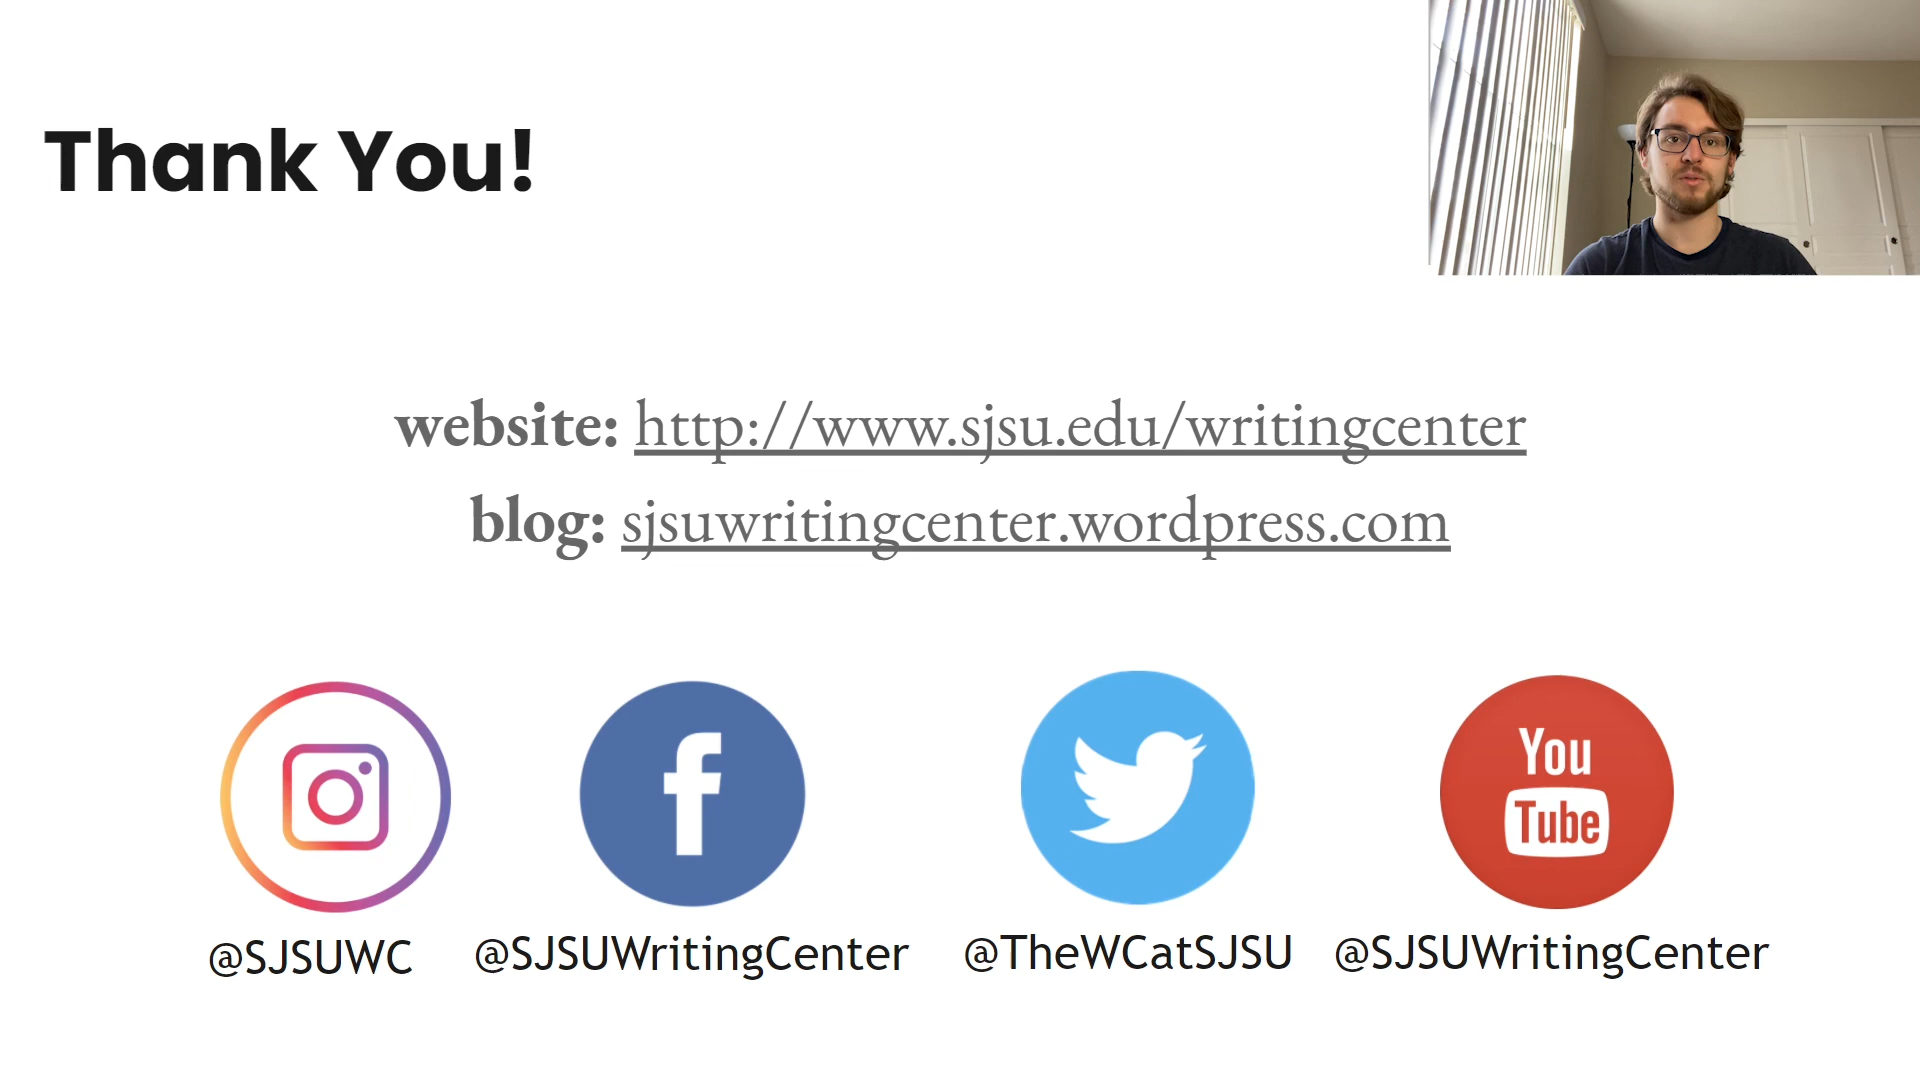 Thank You!
website: http://www.sjsu.edu/writingcenter
blog: sjsuwritingcenter.wordpress.com
You
Tube
@SJSUWC @SJSUWritingCenter @TheWCatSJSU @SJSUWritingCenter